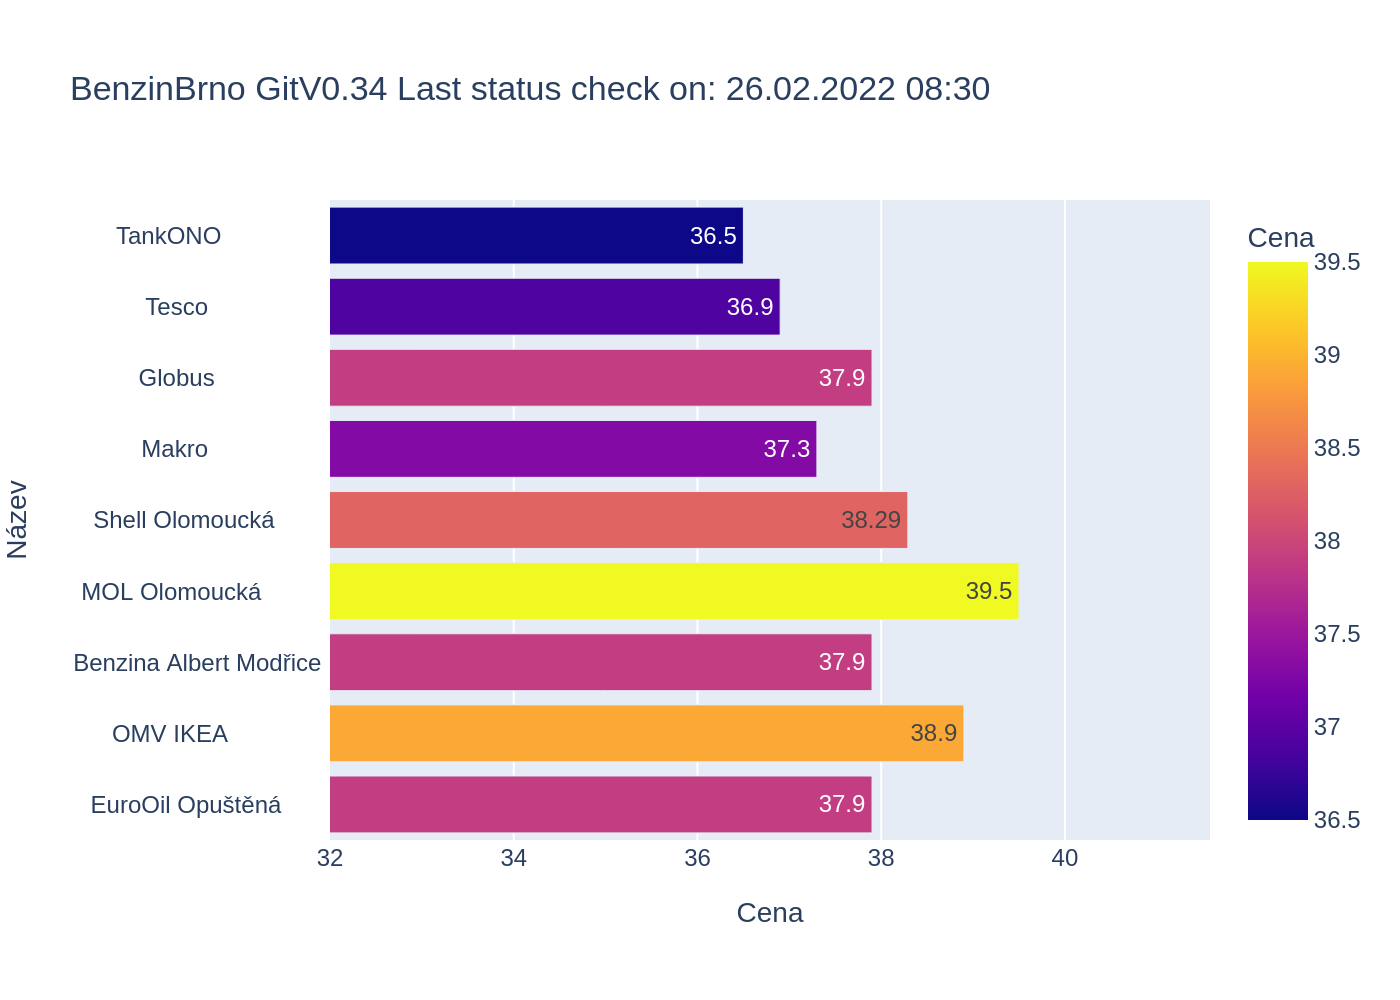 BenzinBrno GitV0.34 Last status check on: 26.02.2022 08:30
Název
TankONO
36.5
Tesco
36.9
Globus
37.9
Makro
37.3
Shell Olomoucká
38.29
MOL Olomoucká
39.5
Benzina Albert Modřice
37.9
OMV IKEA
38.9
EuroOil Opuštěná
37.9
32 34 36 38 40
Cena
Cena
39.5
39
38.5
38
37.5
37
36.5